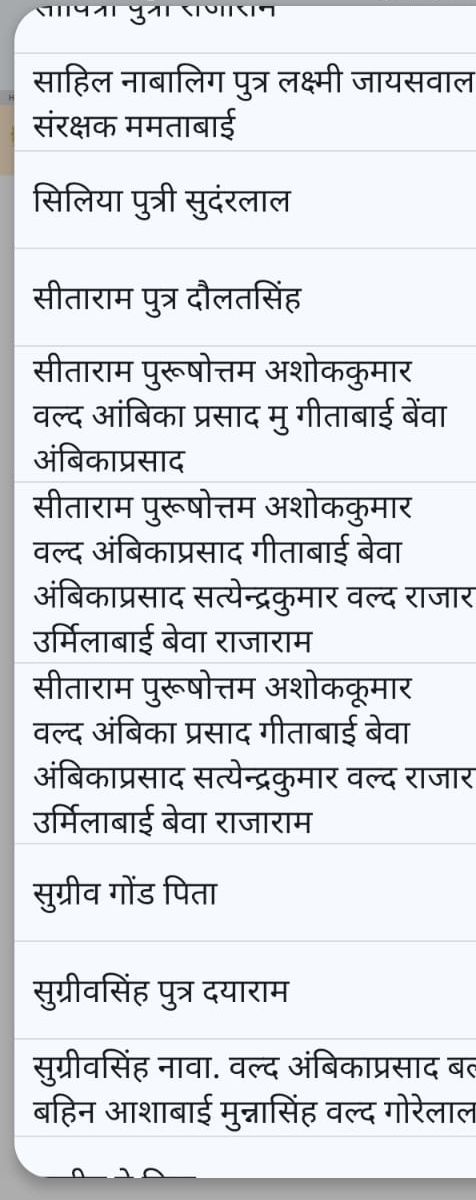 साहिल नाबालिग पुत्र लक्ष्मी जायसवाल
संरक्षक ममताबाई
सिलिया पुत्री सुदंरलाल
सीताराम पुत्र दौलतसिंह
सीताराम पुरूषोत्तम अशोककुमार
वल्द आंबिका प्रसाद मु गीताबाई बेंवा
अंबिकाप्रसाद
सीताराम पुरूषोत्तम अशोककुमार
वल्द अंबिकाप्रसाद गीताबाई बेवा
अंबिकाप्रसाद सत्येन्द्रकुमार वल्द
उर्मिलाबाई बेवा राजाराम
सीताराम पुरूषोत्तम अशोककूमार
वल्द अंबिका प्रसाद गीताबाई बेवा
अंबिकाप्रसाद सत्येन्द्रकुमार वल्द
उर्मिलाबाई बेवा राजाराम
सुग्रीव गोंड पिता
सुग्रीवसिंह पुत्र दयाराम
सुग्रीवसिंह नावा. वल्द अंबिकाप्रसाद
बहिन आशाबाई मुन्नासिंह वल्द गोरेलाल